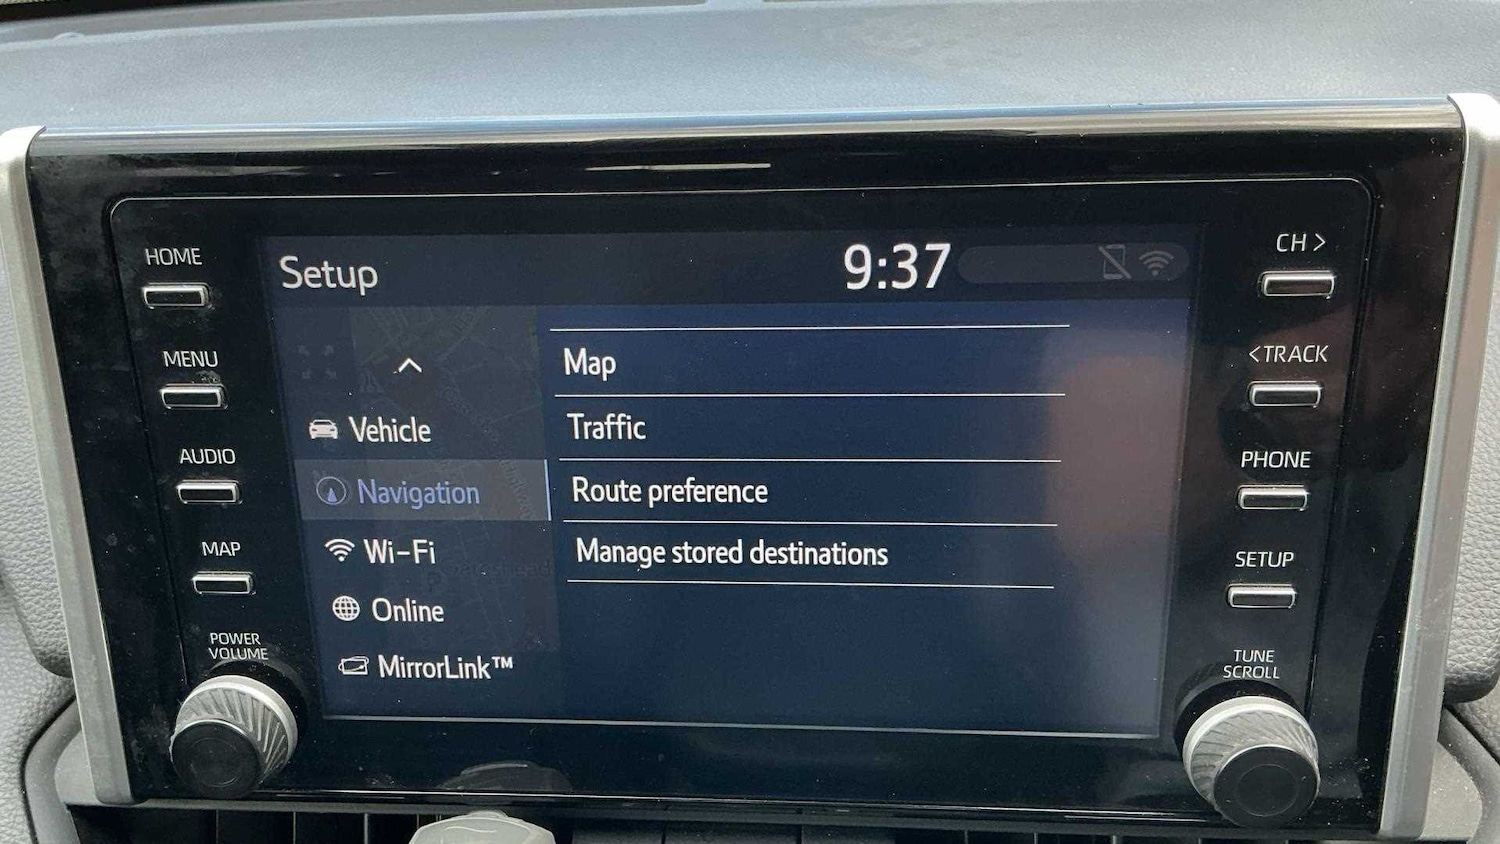 HOME
MENU
AUDIO
MAP
POWER
VOLUME
Setup
9:37
Vehicle
Navigation
Wi-Fi
Online
MirrorLink™
Map
Traffic
Route preference
Manage stored destinations
CH >
<TRACK
PHONE
SETUP
TUNE
SCROLL